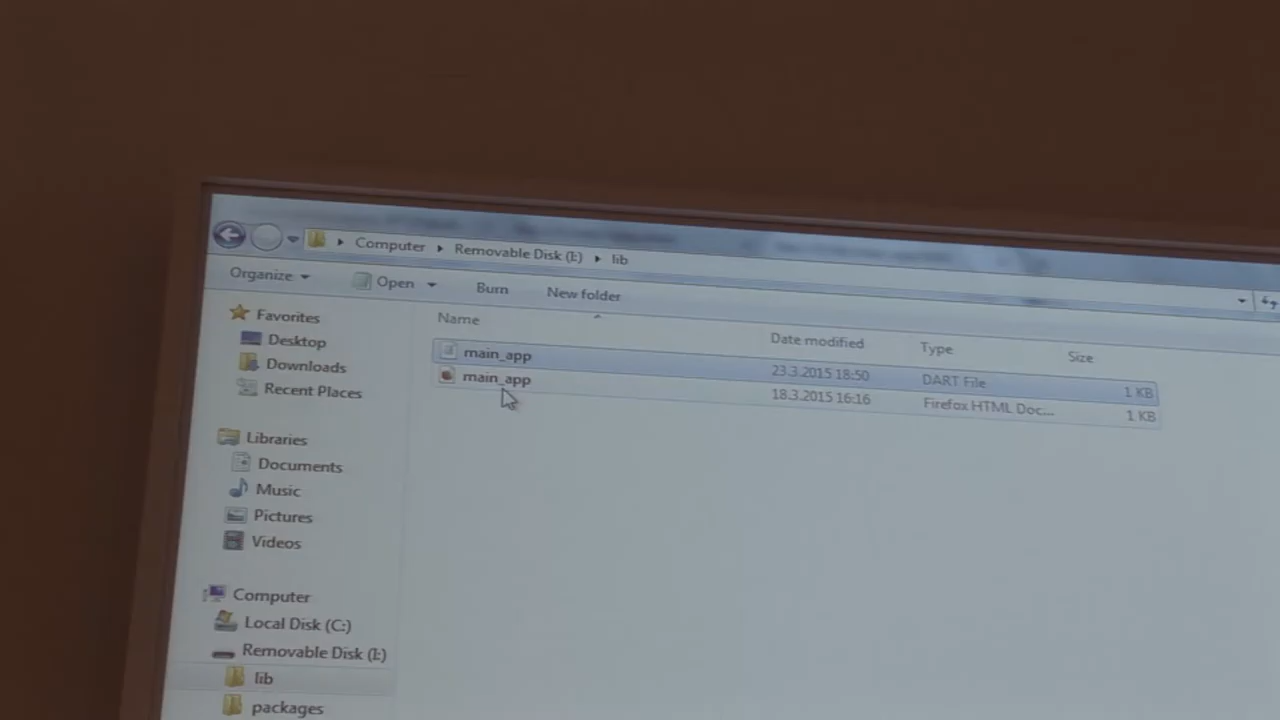 Computer Removable Disk (I:) lib
Organize Open Burn New folder
Favorites
Desktop
Downloads
Recent Places
Libraries
Documents
Music
Pictures
Videos
Computer
Local Disk (C:)
Removable Disk (I:)
lib
packages
Name Date modified Type Size
main_app 23.3.2015 18:50 DART File 1 KB
main_app 18.3.2015 16:16 Firefox HTML Doc... 1 KB